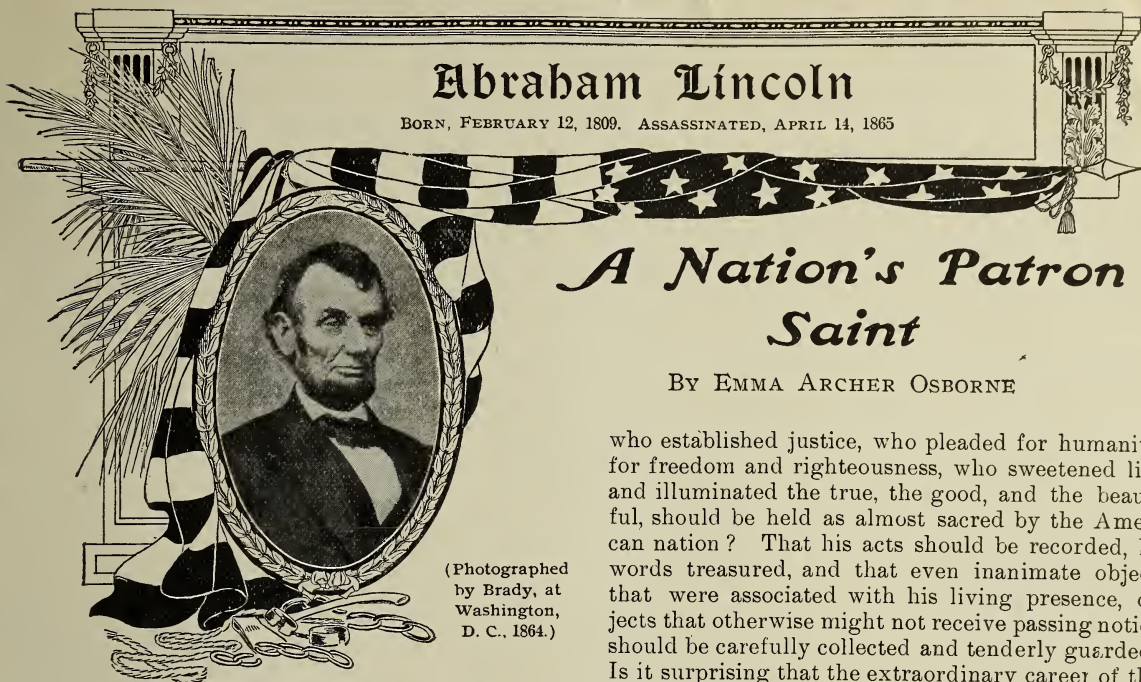 Abraham Lincoln
BORN, FEBRUARY 12, 1809. ASSASSINATED, APRIL 14, 1865
A Nation's Patron
Saint
BY EMMA ARCHER OSBORNE
(Photographed
by Brady, at
Washington,
D. C., 1864.)
who established justice, who pleaded for humani
for freedom and righteousness, who sweetened li
and illuminated the true, the good, and the beau
ful, should be held as almost sacred by the Ame
can nation? That his acts should be recorded,
words treasured, and that even inanimate obje
that were associated with his living presence, o
jects that otherwise might not receive passing noti
should be carefully collected and tenderly guarded
Is it surprising that the extraordinary career of th